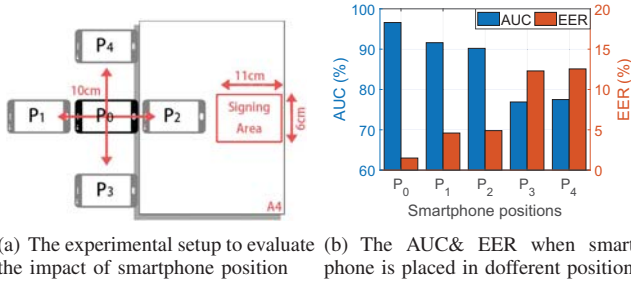 P4
11cm
10cm
P1
P0
P2
Signing
Area
6cm
P3
A4
(a) The experimental setup to evaluate
the impact of smartphone position
AUC
EER
100
90
80
70
60
AUC (%)
20
15
10
5
0
EER (%)
P0 P1 P2 P3 P4
Smartphone positions
(b) The AUC& EER when smart-
phone is placed in dofferent position